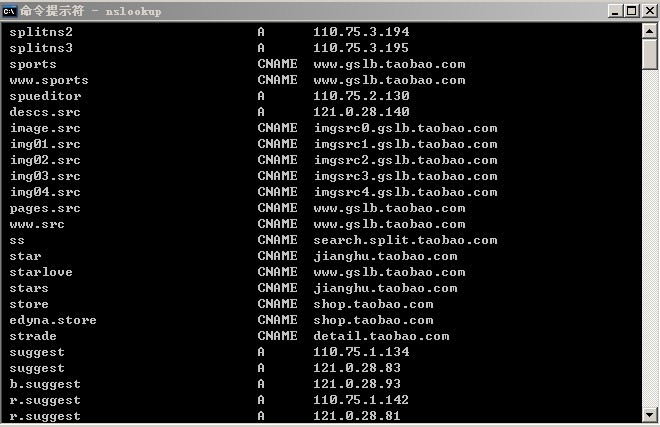 命令提示符 - nslookup
splitns2 A 110.75.3.194
splitns3 A 110.75.3.195
sports CNAME www.gslb.taobao.com
www.sports CNAME www.gslb.taobao.com
spueditor A 110.75.2.130
descs.src A 121.0.28.140
image.src CNAME imgsrc0.gslb.taobao.com
img01.src CNAME imgsrc1.gslb.taobao.com
img02.src CNAME imgsrc2.gslb.taobao.com
img03.src CNAME imgsrc3.gslb.taobao.com
img04.src CNAME imgsrc4.gslb.taobao.com
pages.src CNAME www.gslb.taobao.com
www.src CNAME www.gslb.taobao.com
ss CNAME search.split.taobao.com
star CNAME jianghu.taobao.com
starlove CNAME www.gslb.taobao.com
stars CNAME jianghu.taobao.com
store CNAME shop.taobao.com
edyna.store CNAME shop.taobao.com
strade CNAME detail.taobao.com
suggest A 110.75.1.134
suggest A 121.0.28.83
b.suggest A 121.0.28.93
r.suggest A 110.75.1.142
r.suggest A 121.0.28.81